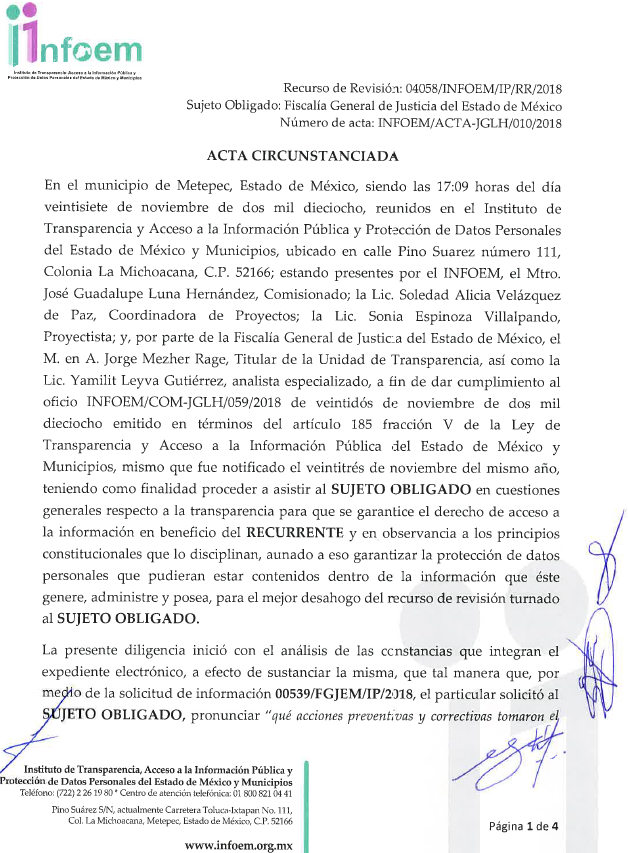 infoem
Instituto de Transparencia, Acceso a la Información Pública y
Protección de Datos Personales del Estado de México y Municipios
Recurso de Revisión: 04058/INFOEM/IP/RR/2018
Sujeto Obligado: Fiscalía General de Justicia del Estado de México
Número de acta: INFOEM/ACTA-JGLH/010/2018
ACTA CIRCUNSTANCIADA
En el municipio de Metepec, Estado de México, siendo las 17:09 horas del día
veintisiete de noviembre de dos mil dieciocho, reunidos en el Instituto de
Transparencia y Acceso a la Información Pública y Protección de Datos Personales
del Estado de México y Municipios, ubicado en calle Pino Suarez número 111,
Colonia La Michoacana, C.P. 52166; estando presentes por el INFOEM, el Mtro.
José Guadalupe Luna Hernández, Comisionado; la Lic. Soledad Alicia Velázquez
de Paz, Coordinadora de Proyectos; la Lic. Sonia Espinoza Villalpando,
Proyectista; y, por parte de la Fiscalía General de Justicia del Estado de México, el
M. en A. Jorge Mezher Rage, Titular de la Unidad de Transparencia, así como la
Lic. Yamilit Leyva Gutiérrez, analista especializado, a fin de dar cumplimiento al
oficio INFOEM/COM-JGLH/059/2018 de veintidós de noviembre de dos mil
dieciocho emitido en términos del artículo 185 fracción V de la Ley de
Transparencia y Acceso a la Información Pública del Estado de México y
Municipios, mismo que fue notificado el veintitrés de noviembre del mismo año,
teniendo como finalidad proceder a asistir al SUJETO OBLIGADO en cuestiones
generales respecto a la transparencia para que se garantice el derecho de acceso a
la información en beneficio del RECURRENTE y en observancia a los principios
constitucionales que lo disciplinan, aunado a eso garantizar la protección de datos
personales que pudieran estar contenidos dentro de la información que éste
genere, administre y posea, para el mejor desahogo del recurso de revisión turnado
al SUJETO OBLIGADO.
La presente diligencia inició con el análisis de las constancias que integran el
expediente electrónico, a efecto de sustanciar la misma, que tal manera que, por
medio de la solicitud de información 00539/FGJEM/IP/2018, el particular solicitó al
SUJETO OBLIGADO, pronunciar "qué acciones preventivas y correctivas tomaron el
Instituto de Transparencia, Acceso a la Información Pública y
Protección de Datos Personales del Estado de México y Municipios
Teléfono: (722) 2 26 19 80 * Centro de atención telefónica: 01 800 821 04 41
Pino Suárez S/N, actualmente Carretera Toluca-Ixtapan No. 111,
Col. La Michoacana, Metepec, Estado de México, C.P. 52166
www.infoem.org.mx
Página 1 de 4